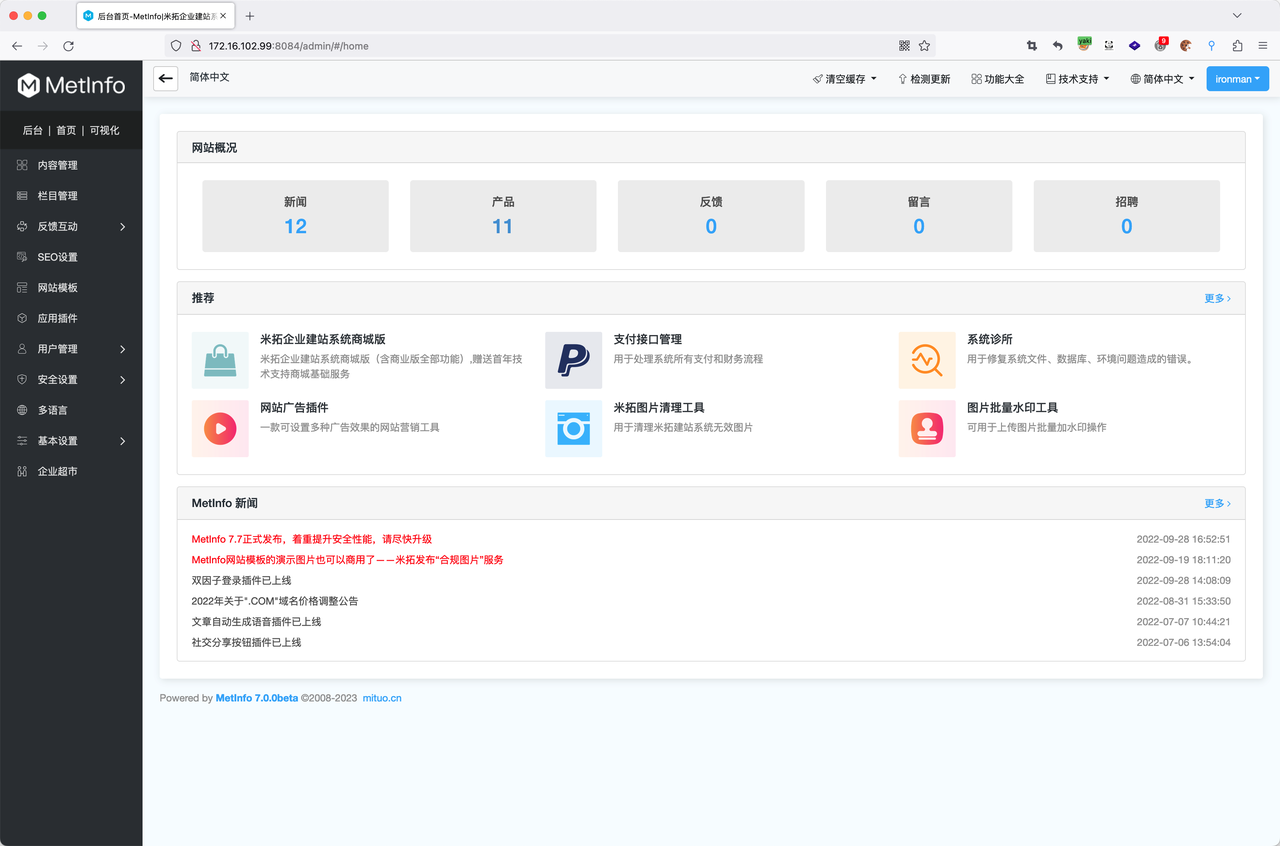 后台首页-MetInfo|米拓企业建站系
172.16.102.99:8084/admin/#/home
yaki
9
MetInfo
简体中文
清空缓存
检测更新
功能大全
技术支持
简体中文
ironman
后台 | 首页 | 可视化
内容管理
栏目管理
反馈互动
SEO设置
网站模板
应用插件
用户管理
安全设置
多语言
基本设置
企业超市
网站概况
新闻
12
产品
11
反馈
0
留言
0
招聘
0
推荐
更多
米拓企业建站系统商城版
米拓企业建站系统商城版（含商业版全部功能）,赠送首年技
术支持商城基础服务
支付接口管理
用于处理系统所有支付和财务流程
系统诊所
用于修复系统文件、数据库、环境问题造成的错误。
网站广告插件
一款可设置多种广告效果的网站营销工具
米拓图片清理工具
用于清理米拓建站系统无效图片
图片批量水印工具
可用于上传图片批量加水印操作
MetInfo 新闻
更多
MetInfo 7.7正式发布，着重提升安全性能，请尽快升级
2022-09-28 16:52:51
MetInfo网站模板的演示图片也可以商用了——米拓发布“合规图片”服务
2022-09-19 18:11:20
双因子登录插件已上线
2022-09-28 14:08:09
2022年关于".COM"域名价格调整公告
2022-08-31 15:33:50
文章自动生成语音插件已上线
2022-07-07 10:44:21
社交分享按钮插件已上线
2022-07-06 13:54:04
Powered by MetInfo 7.0.0beta ©2008-2023 mituo.cn